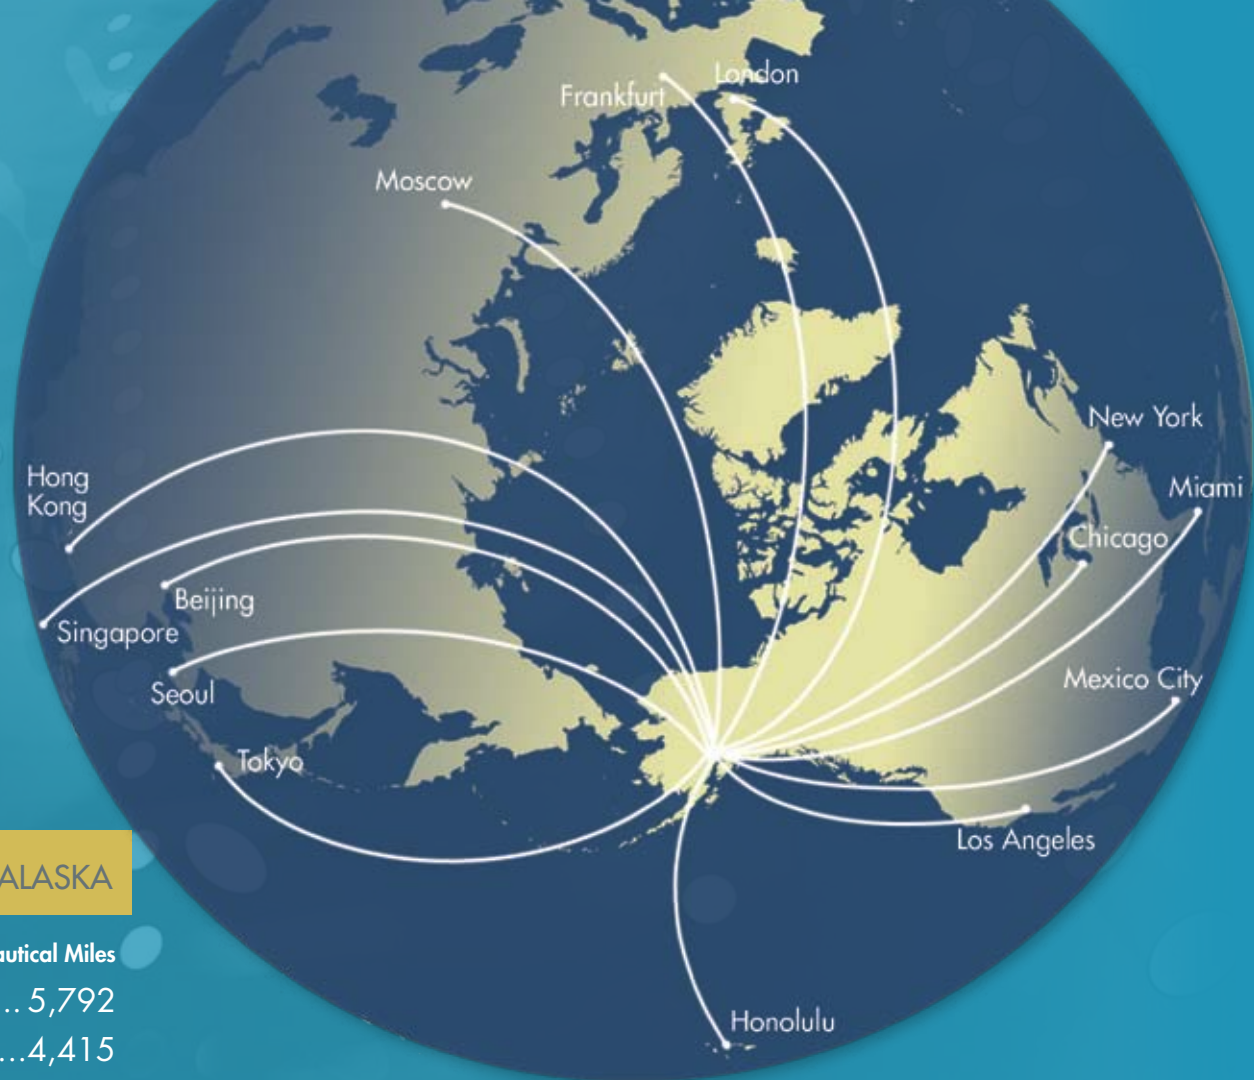 London
Frankfurt
Moscow
New York
Hong
Kong
Miami
Chicago
Beijing
Singapore
Mexico City
Seoul
Tokyo
Los Angeles
ALASKA
Miles
.. 5,792
...4,415
Honolulu